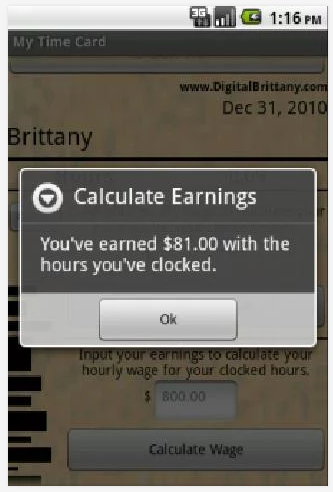 3G
1:16 PM
My Time Card
www.DigitalBrittany.com
Dec 31, 2010
Brittany
Calculate Earnings
You've earned $81.00 with the
hours you've clocked.
Ok
Input your earnings to calculate your
hourly wage for your clocked hours.
$ 800.00
Calculate Wage